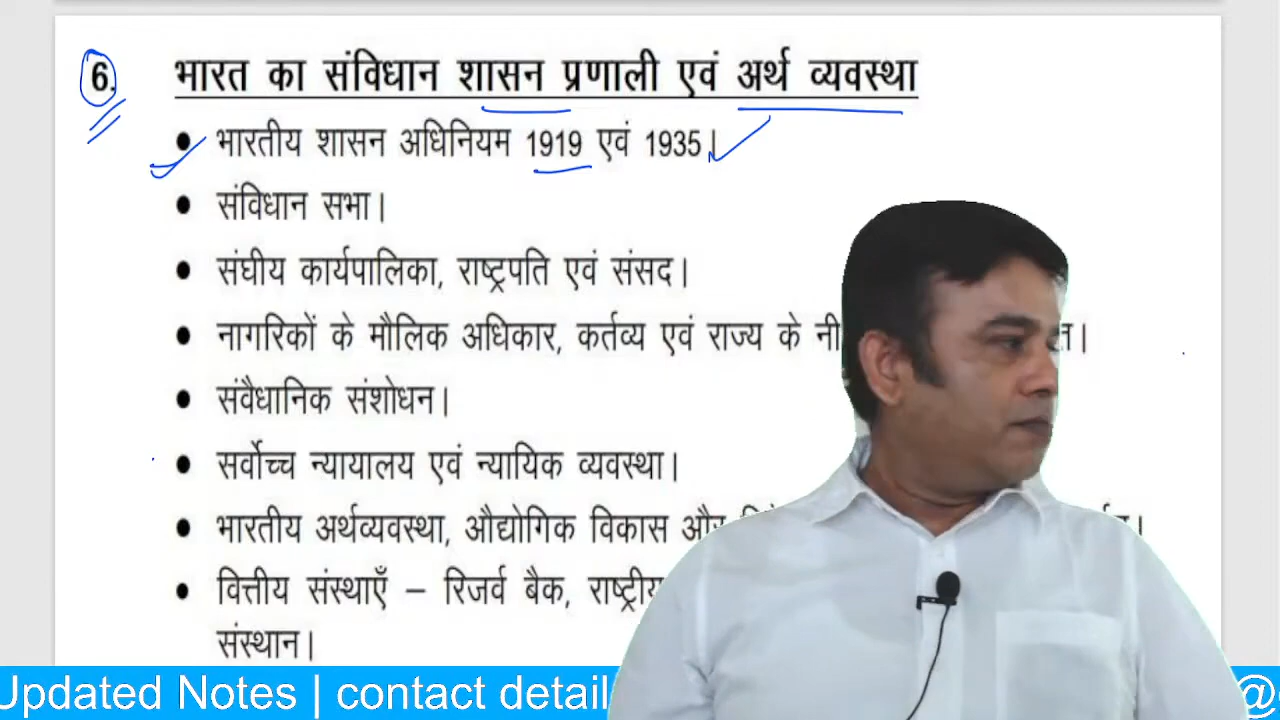 6. भारत का संविधान शासन प्रणाली एवं अर्थ व्यवस्था
• भारतीय शासन अधिनियम 1919 एवं 1935।
• संविधान सभा।
• संघीय कार्यपालिका, राष्ट्रपति एवं संसद।
• नागरिकों के मौलिक अधिकार, कर्तव्य एवं राज्य के
• संवैधानिक संशोधन।
• सर्वोच्च न्यायालय एवं न्यायिक व्यवस्था।
• भारतीय अर्थव्यवस्था, औद्योगिक विकास और
• वित्तीय संस्थाएँ – रिजर्व बैक, राष्ट्रीय
संस्थान।
Updated Notes | contact detail @